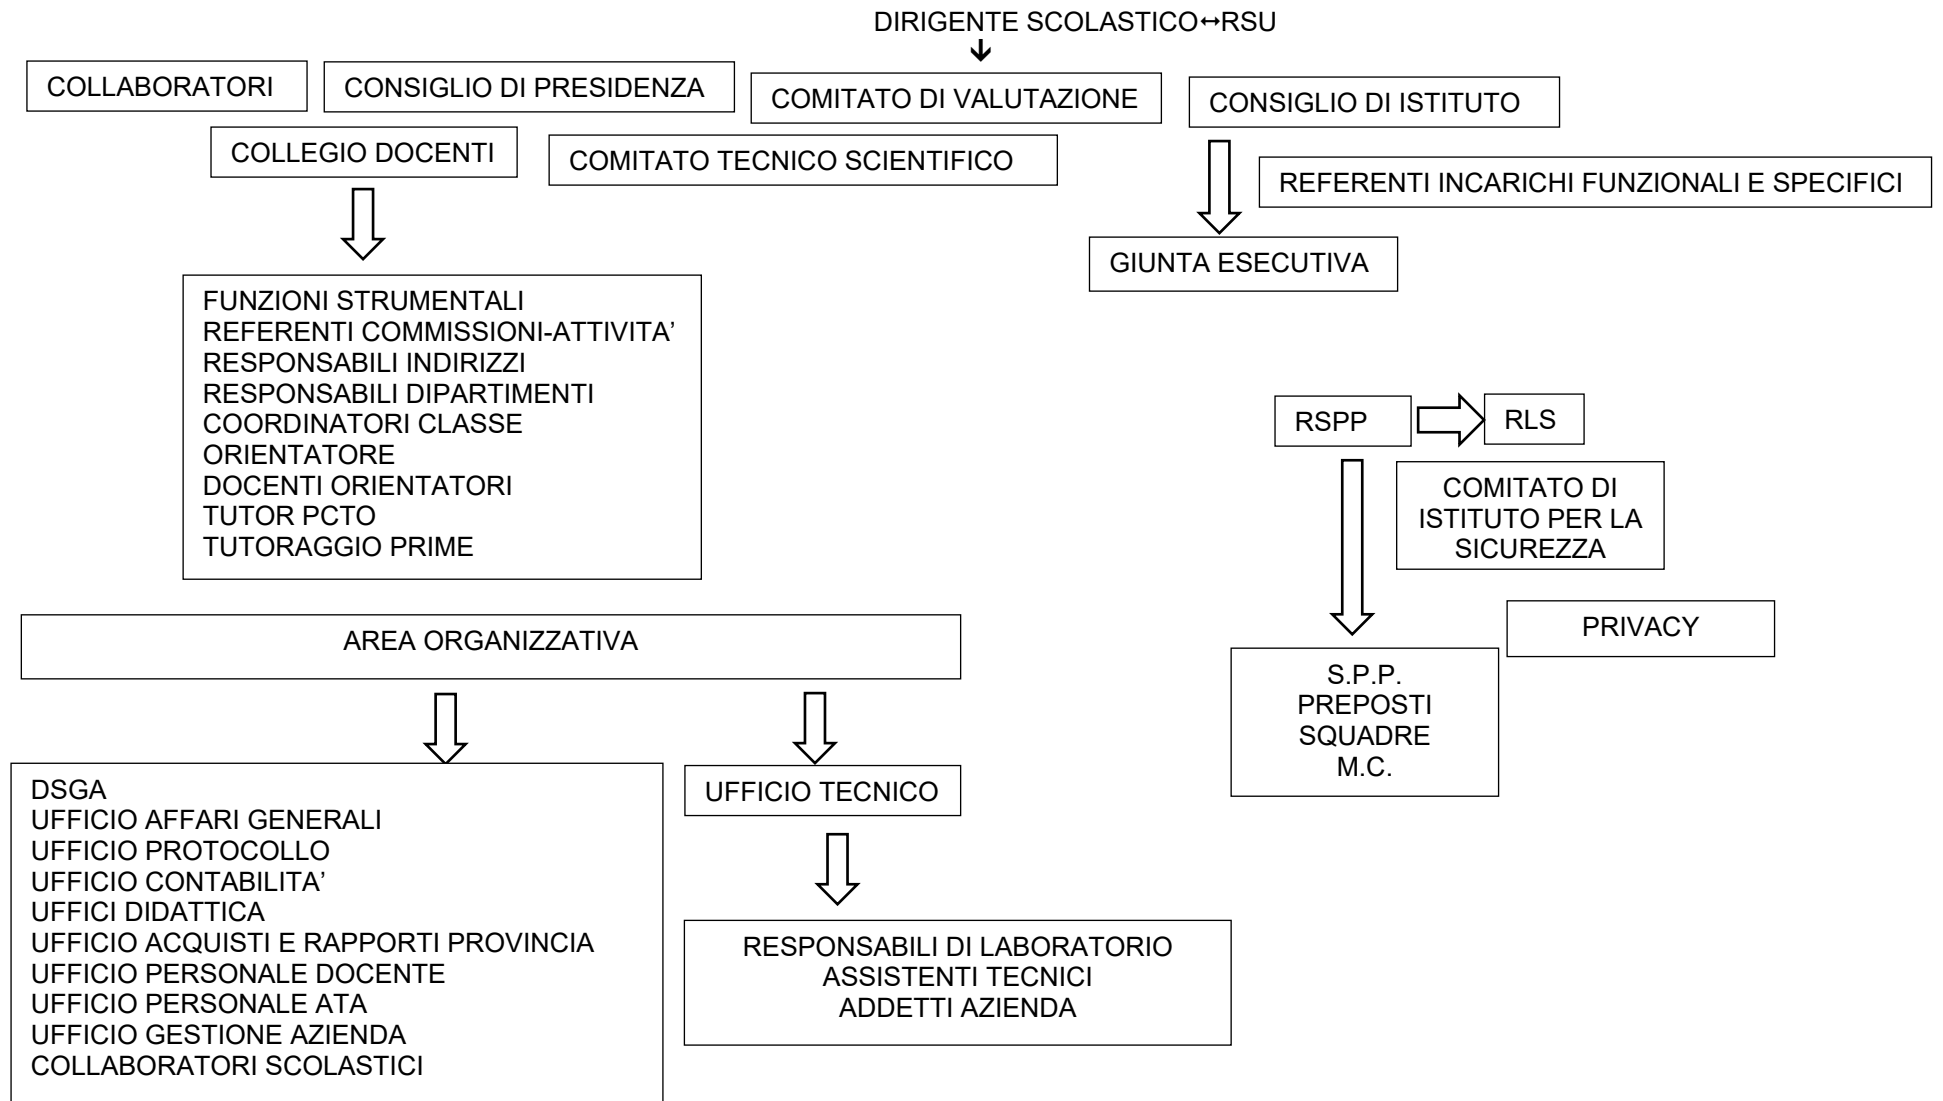 DIRIGENTE SCOLASTICO↔RSU
COLLABORATORI
CONSIGLIO DI PRESIDENZA
COMITATO DI VALUTAZIONE
CONSIGLIO DI ISTITUTO
COLLEGIO DOCENTI
COMITATO TECNICO SCIENTIFICO
REFERENTI INCARICHI FUNZIONALI E SPECIFICI
GIUNTA ESECUTIVA
FUNZIONI STRUMENTALI
REFERENTI COMMISSIONI-ATTIVITA’
RESPONSABILI INDIRIZZI
RESPONSABILI DIPARTIMENTI
COORDINATORI CLASSE
ORIENTATORE
DOCENTI ORIENTATORI
TUTOR PCTO
TUTORAGGIO PRIME
RSPP
RLS
COMITATO DI
ISTITUTO PER LA
SICUREZZA
PRIVACY
S.P.P.
PREPOSTI
SQUADRE
M.C.
AREA ORGANIZZATIVA
DSGA
UFFICIO AFFARI GENERALI
UFFICIO PROTOCOLLO
UFFICIO CONTABILITA’
UFFICI DIDATTICA
UFFICIO ACQUISTI E RAPPORTI PROVINCIA
UFFICIO PERSONALE DOCENTE
UFFICIO PERSONALE ATA
UFFICIO GESTIONE AZIENDA
COLLABORATORI SCOLASTICI
UFFICIO TECNICO
RESPONSABILI DI LABORATORIO
ASSISTENTI TECNICI
ADDETTI AZIENDA